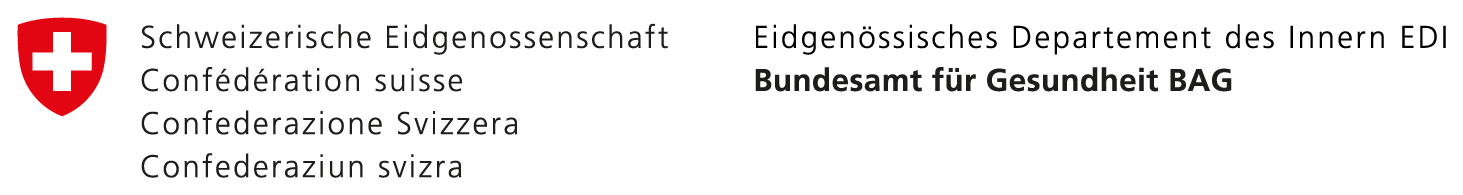 Schweizerische Eidgenossenschaft
Confédération suisse
Confederazione Svizzera
Confederaziun svizra
Eidgenössisches Departement des Innern EDI
Bundesamt für Gesundheit BAG